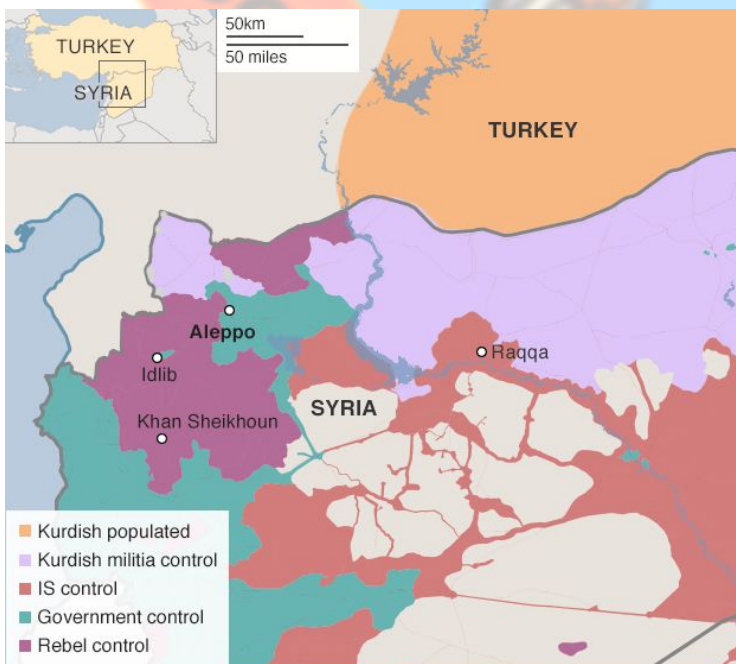 TURKEY
SYRIA
50km
50 miles
TURKEY
Aleppo
Idlib
Raqqa
SYRIA
Khan Sheikhoun
Kurdish populated
Kurdish militia control
IS control
Government control
Rebel control